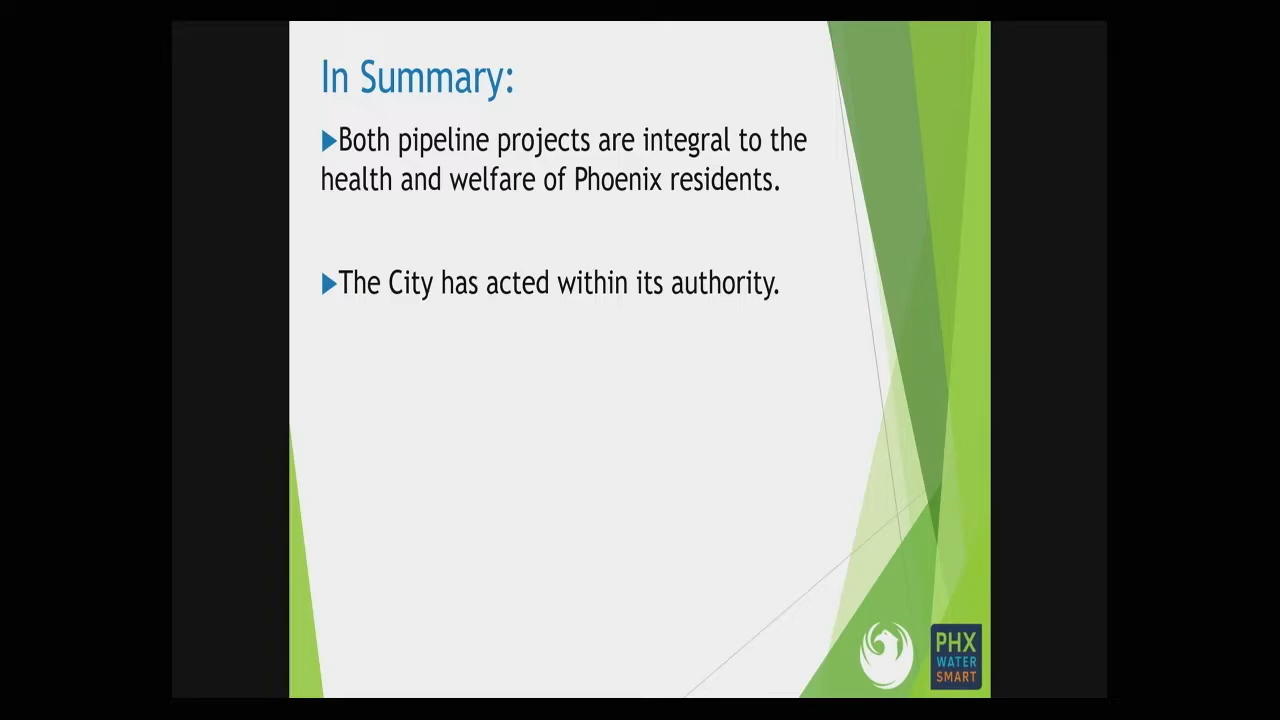 In Summary:
▶Both pipeline projects are integral to the
health and welfare of Phoenix residents.
▶The City has acted within its authority.
PHX
WATER
SMART